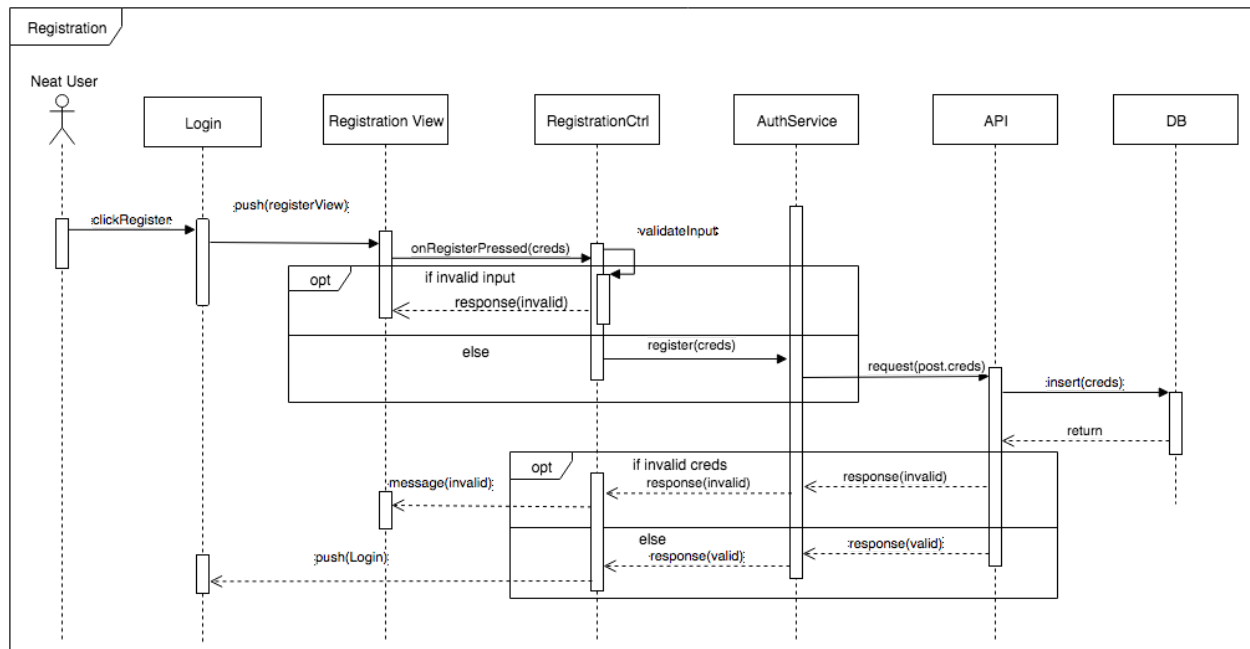 Registration
Neat User
Login
Registration View
RegistrationCtrl
AuthService
API
DB
:clickRegister
:push(registerView):
onRegisterPressed(creds)
:validateInput:
opt
if invalid input
response(invalid)
else
register(creds)
request(post.creds)
:insert(creds):
return
opt
if invalid creds
message(invalid):
response(invalid)
response(invalid)
else
:push(Login):
:response(valid):
:response(valid):